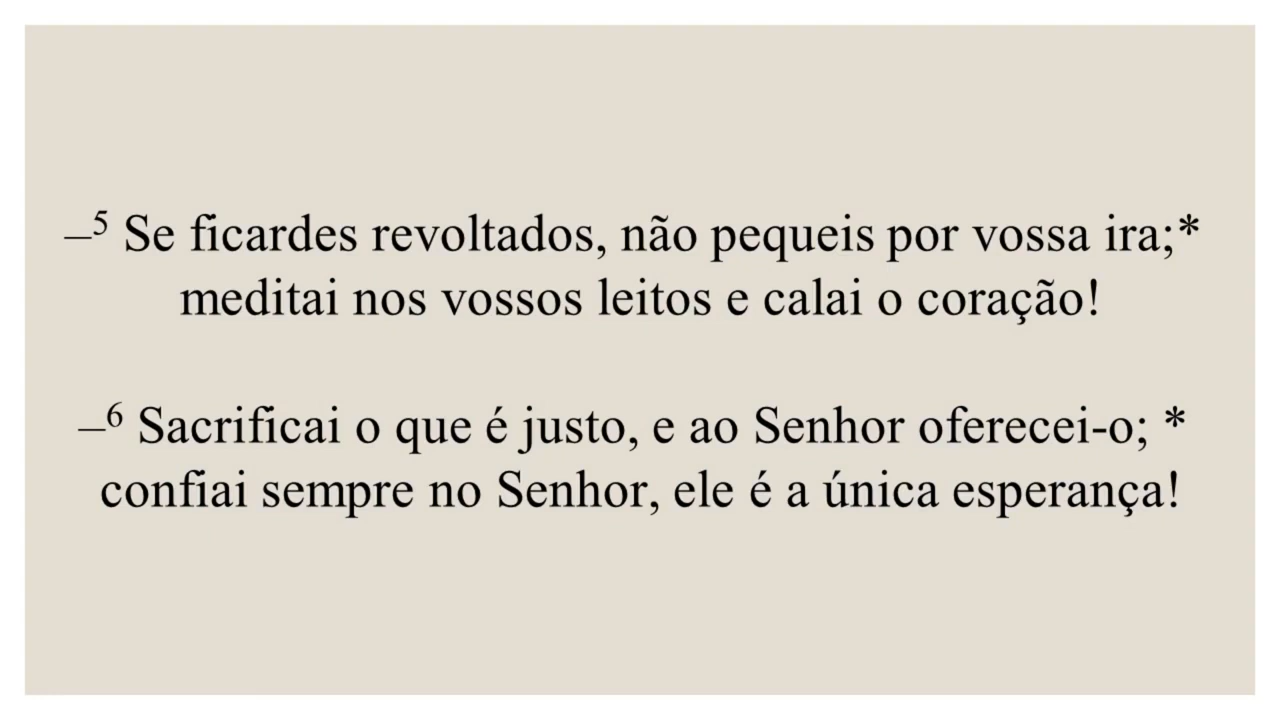 –⁵ Se ficardes revoltados, não pequeis por vossa ira;*
meditai nos vossos leitos e calai o coração!
–⁶ Sacrificai o que é justo, e ao Senhor oferecei-o; *
confiai sempre no Senhor, ele é a única esperança!